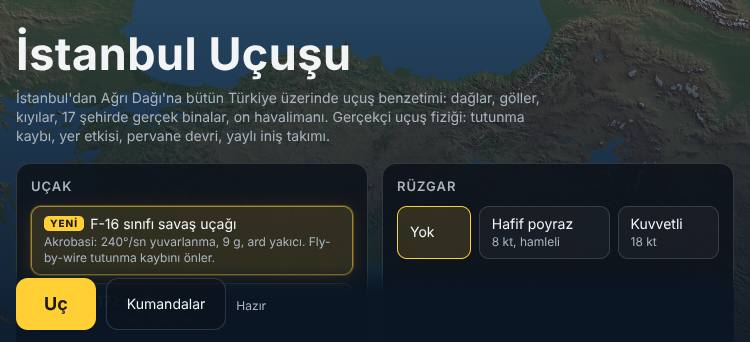 İstanbul Uçuşu
İstanbul'dan Ağrı Dağı'na bütün Türkiye üzerinde uçuş benzetimi: dağlar, göller,
kıyılar, 17 şehirde gerçek binalar, on havalimanı. Gerçekçi uçuş fiziği: tutunma
kaybı, yer etkisi, pervane devri, yaylı iniş takımı.
UÇAK
YENİ F-16 sınıfı savaş uçağı
Akrobasi: 240°/sn yuvarlanma, 9 g, ard yakıcı. Fly-
by-wire tutunma kaybını önler.
RÜZGAR
Yok
Hafif poyraz
8 kt, hamleli
Kuvvetli
18 kt
Uç
Kumandalar
Hazır